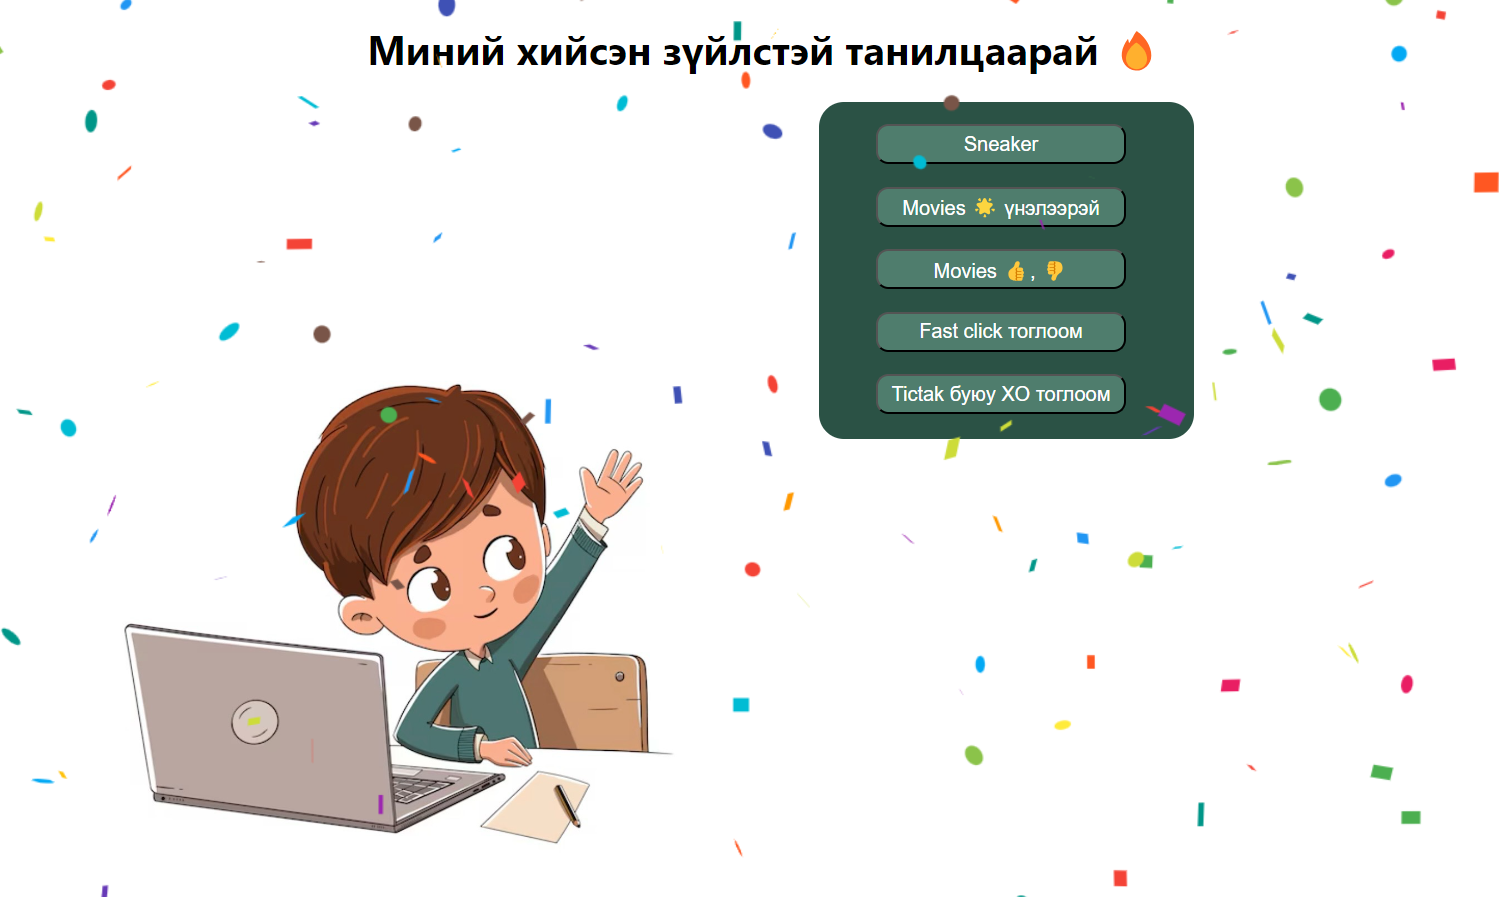 Миний хийсэн зүйлстэй танилцаарай 🔥
Sneaker
Movies 🌟 үнэлээрэй
Movies 👍, 👎
Fast click тоглоом
Tictak буюу XO тоглоом